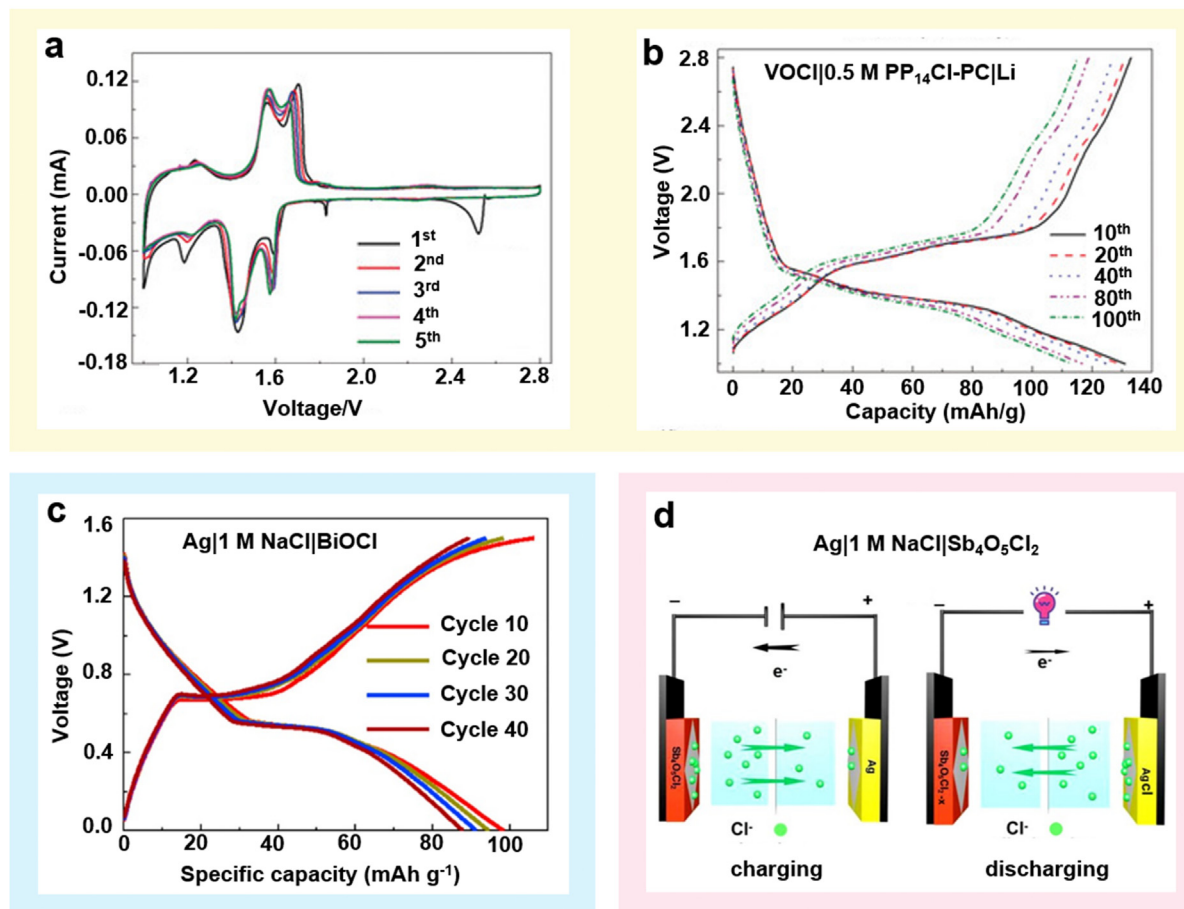 a
Current (mA)
0.12
0.06
0.00
-0.06
-0.12
-0.18
1st
2nd
3rd
4th
5th
1.2
1.6
2.0
2.4
2.8
Voltage/V
b
VOCl|0.5 M PP14Cl-PC|Li
Voltage (V)
2.8
2.4
2.0
1.6
1.2
10th
20th
40th
80th
100th
0
20
40
60
80
100
120
140
Capacity (mAh/g)
c
Ag|1 M NaCl|BiOCl
Voltage (V)
1.6
1.2
0.8
0.4
0.0
Cycle 10
Cycle 20
Cycle 30
Cycle 40
0
20
40
60
80
100
Specific capacity (mAh g-1)
d
Ag|1 M NaCl|Sb4O5Cl2
−
+
e-
Sb4O5Cl2
Ag
Cl-
charging
−
+
e-
Sb4O5Cl2-x
AgCl
Cl-
discharging